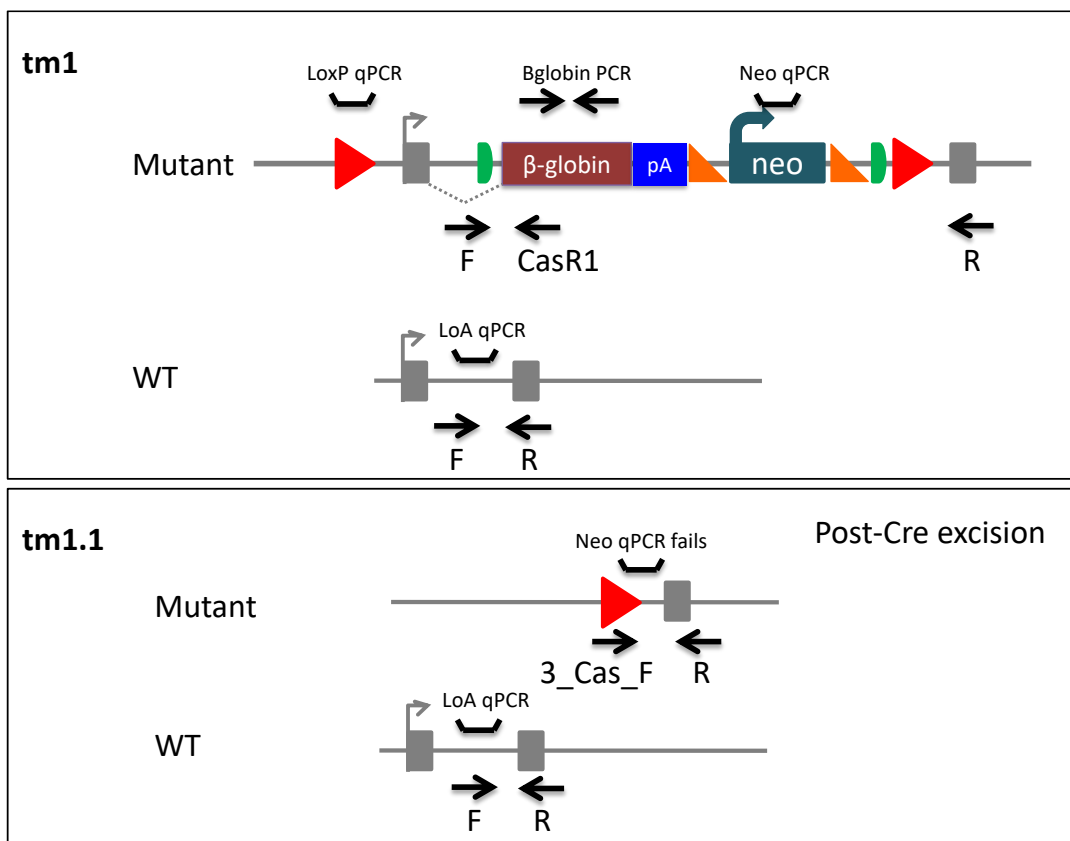 tm1
LoxP qPCR
Bglobin PCR
Neo qPCR
Mutant
β-globin
pA
neo
F
CasR1
R
LoA qPCR
WT
F
R
tm1.1
Post-Cre excision
Neo qPCR fails
Mutant
3_Cas_F
R
LoA qPCR
WT
F
R